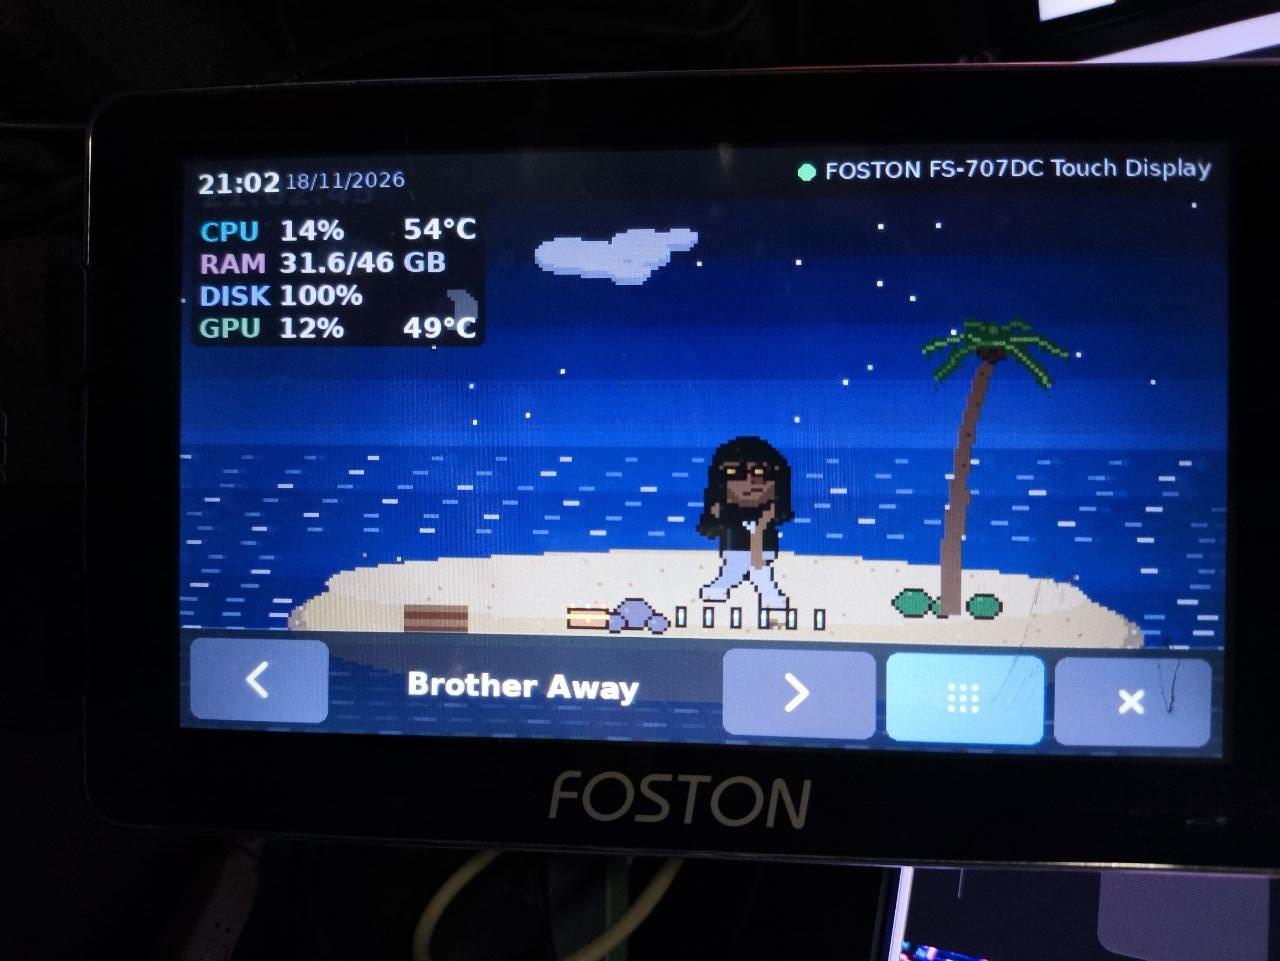 21:02 18/11/2026
FOSTON FS-707DC Touch Display
CPU 14% 54°C
RAM 31.6/46 GB
DISK 100%
GPU 12% 49°C
Brother Away
FOSTON